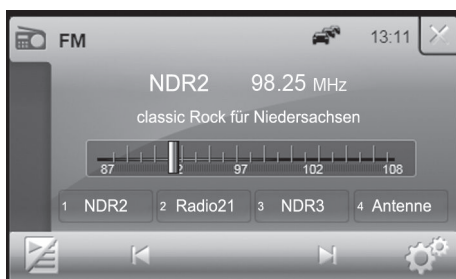 FM 13:11
NDR2 98.25 MHz
classic Rock für Niedersachsen
87 97 102 108
1 NDR2 2 Radio21 3 NDR3 4 Antenne